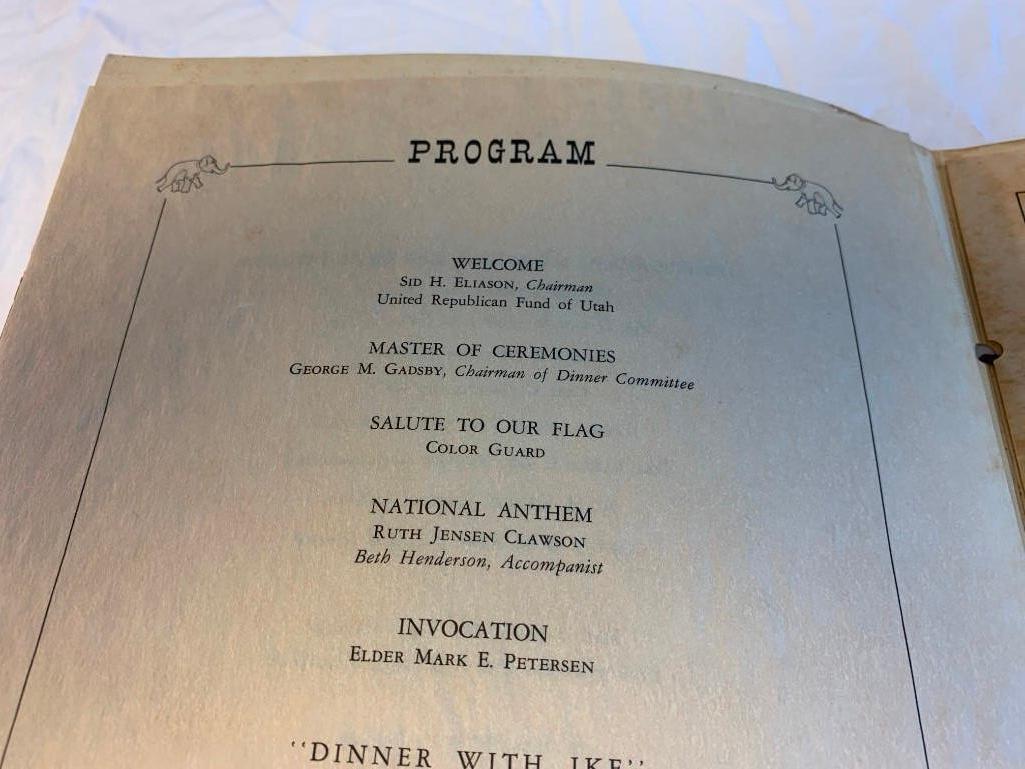 PROGRAM
WELCOME
SID H. ELIASON, Chairman
United Republican Fund of Utah
MASTER OF CEREMONIES
GEORGE M. GADSBY, Chairman of Dinner Committee
SALUTE TO OUR FLAG
COLOR GUARD
NATIONAL ANTHEM
RUTH JENSEN CLAWSON
Beth Henderson, Accompanist
INVOCATION
ELDER MARK E. PETERSEN
"DINNER WITH IKE"